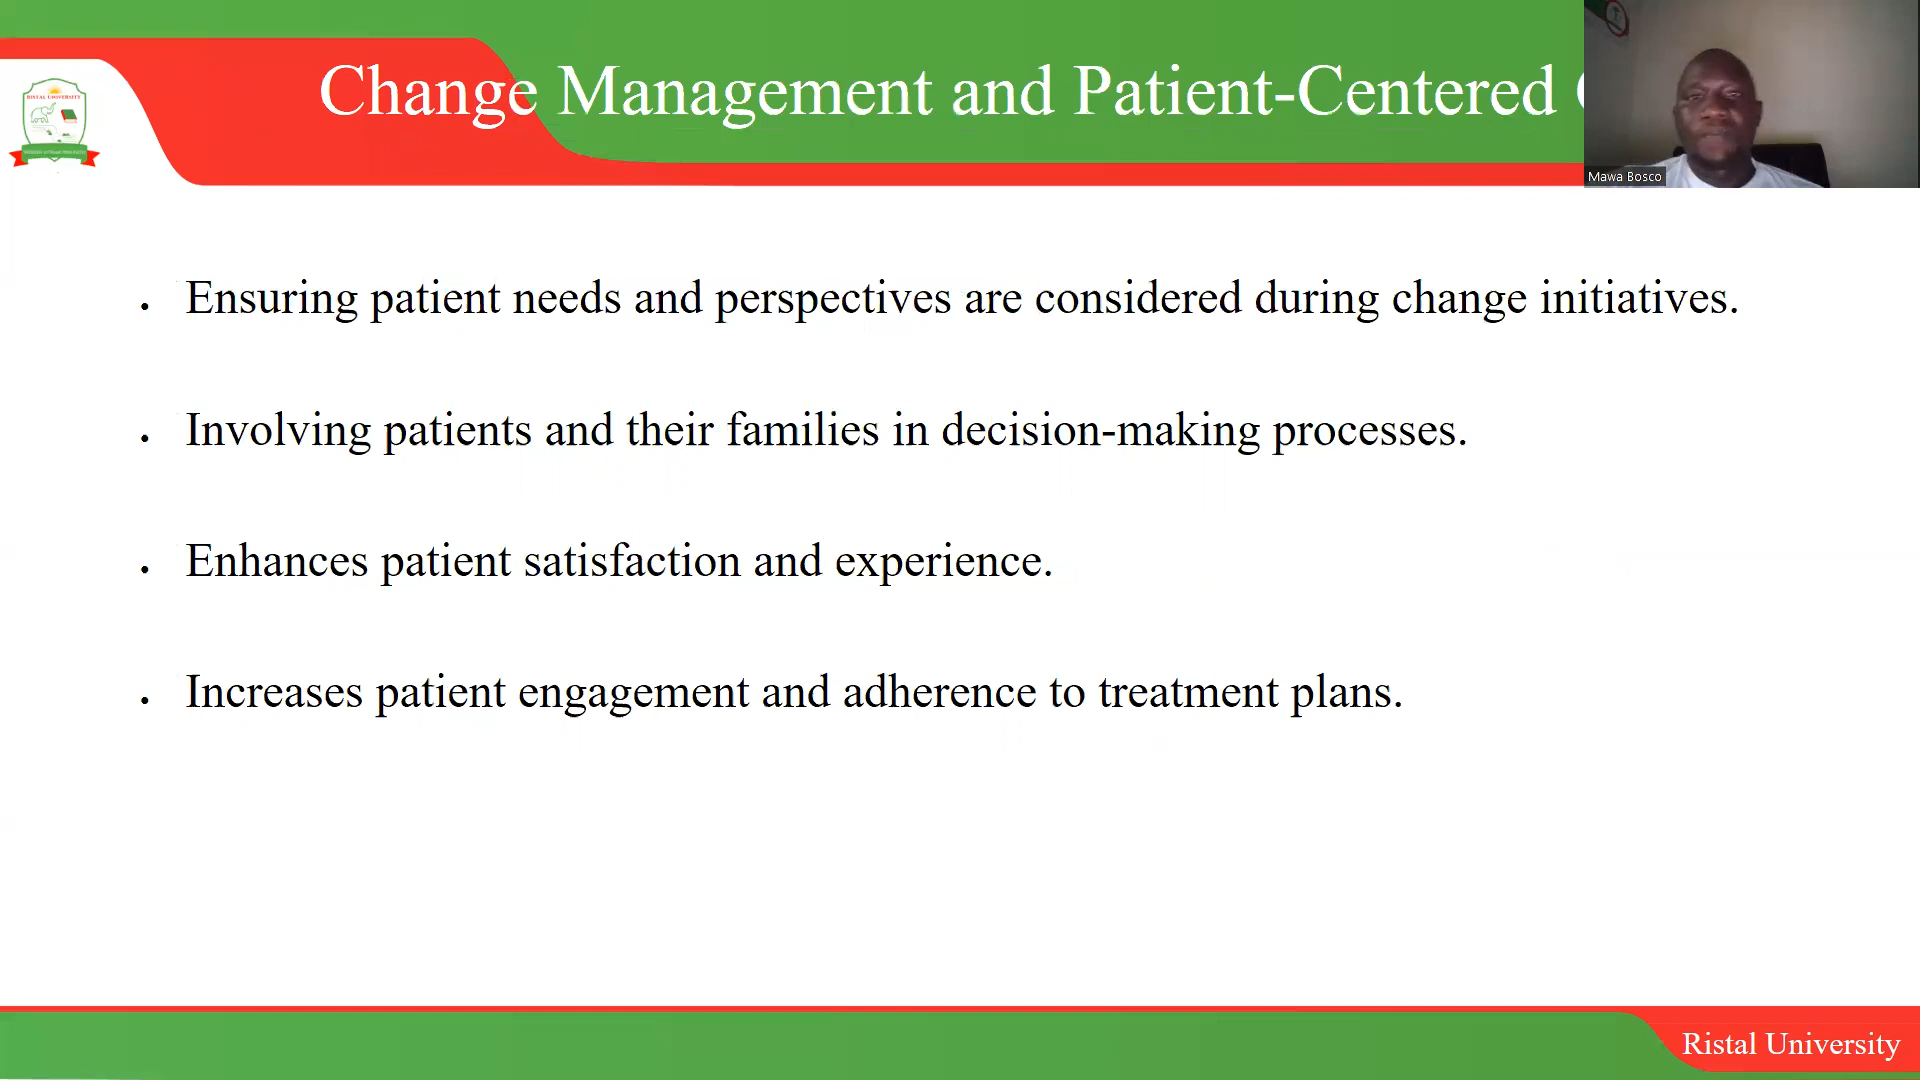 Change Management and Patient-Centered
Mawa Bosco
RISTAL UNIVERSITY
Ensuring patient needs and perspectives are considered during change initiatives.
Involving patients and their families in decision-making processes.
Enhances patient satisfaction and experience.
Increases patient engagement and adherence to treatment plans.
Ristal University